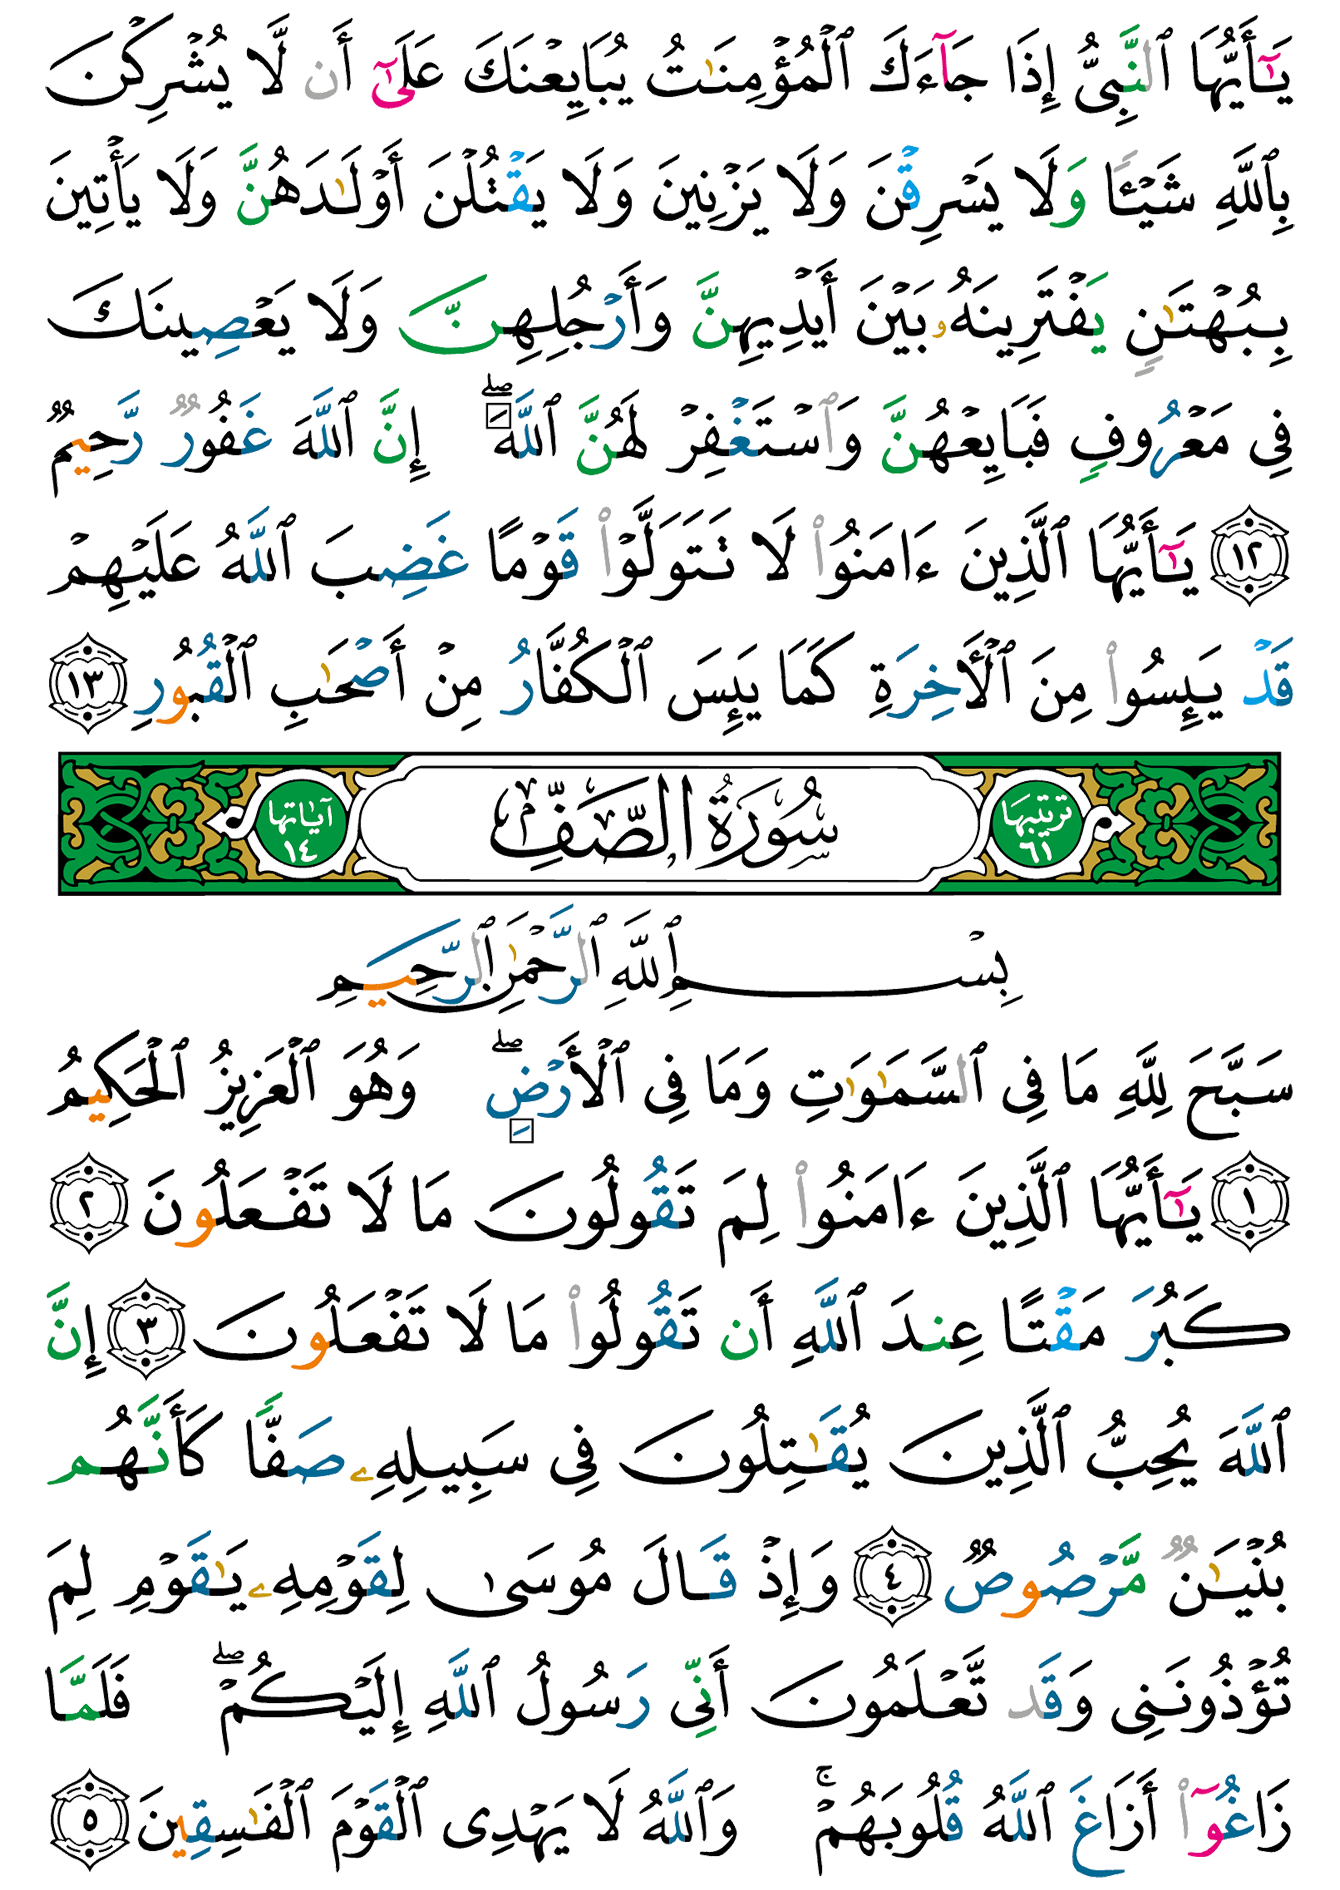 يَـٰٓأَيُّهَا ٱلنَّبِىُّ إِذَا جَآءَكَ ٱلْمُؤْمِنَـٰتُ يُبَايِعْنَكَ عَلَىٰٓ أَن لَّا يُشْرِكْنَ
بِٱللَّهِ شَيْـًٔا وَلَا يَسْرِقْنَ وَلَا يَزْنِينَ وَلَا يَقْتُلْنَ أَوْلَـٰدَهُنَّ وَلَا يَأْتِينَ
بِبُهْتَـٰنٍ يَفْتَرِينَهُۥ بَيْنَ أَيْدِيهِنَّ وَأَرْجُلِهِنَّ وَلَا يَعْصِينَكَ
فِى مَعْرُوفٍ فَبَايِعْهُنَّ وَٱسْتَغْفِرْ لَهُنَّ ٱللَّهَ ۖ إِنَّ ٱللَّهَ غَفُورٌ رَّحِيمٌ
١٢ يَـٰٓأَيُّهَا ٱلَّذِينَ ءَامَنُوا۟ لَا تَتَوَلَّوْا۟ قَوْمًا غَضِبَ ٱللَّهُ عَلَيْهِمْ
قَدْ يَئِسُوا۟ مِنَ ٱلْـَٔاخِرَةِ كَمَا يَئِسَ ٱلْكُفَّارُ مِنْ أَصْحَـٰبِ ٱلْقُبُورِ ١٣
ترتيبها ٦١ سُورَةُ الصَّفِّ آياتها ١٤
بِسْمِ ٱللَّهِ ٱلرَّحْمَـٰنِ ٱلرَّحِيمِ
سَبَّحَ لِلَّهِ مَا فِى ٱلسَّمَـٰوَٰتِ وَمَا فِى ٱلْأَرْضِ ۖ وَهُوَ ٱلْعَزِيزُ ٱلْحَكِيمُ
١ يَـٰٓأَيُّهَا ٱلَّذِينَ ءَامَنُوا۟ لِمَ تَقُولُونَ مَا لَا تَفْعَلُونَ ٢
كَبُرَ مَقْتًا عِندَ ٱللَّهِ أَن تَقُولُوا۟ مَا لَا تَفْعَلُونَ ٣ إِنَّ
ٱللَّهَ يُحِبُّ ٱلَّذِينَ يُقَـٰتِلُونَ فِى سَبِيلِهِۦ صَفًّا كَأَنَّهُم
بُنْيَـٰنٌ مَّرْصُوصٌ ٤ وَإِذْ قَالَ مُوسَىٰ لِقَوْمِهِۦ يَـٰقَوْمِ لِمَ
تُؤْذُونَنِى وَقَد تَّعْلَمُونَ أَنِّى رَسُولُ ٱللَّهِ إِلَيْكُمْ ۖ فَلَمَّا
زَاغُوٓا۟ أَزَاغَ ٱللَّهُ قُلُوبَهُمْ ۚ وَٱللَّهُ لَا يَهْدِى ٱلْقَوْمَ ٱلْفَـٰسِقِينَ ٥